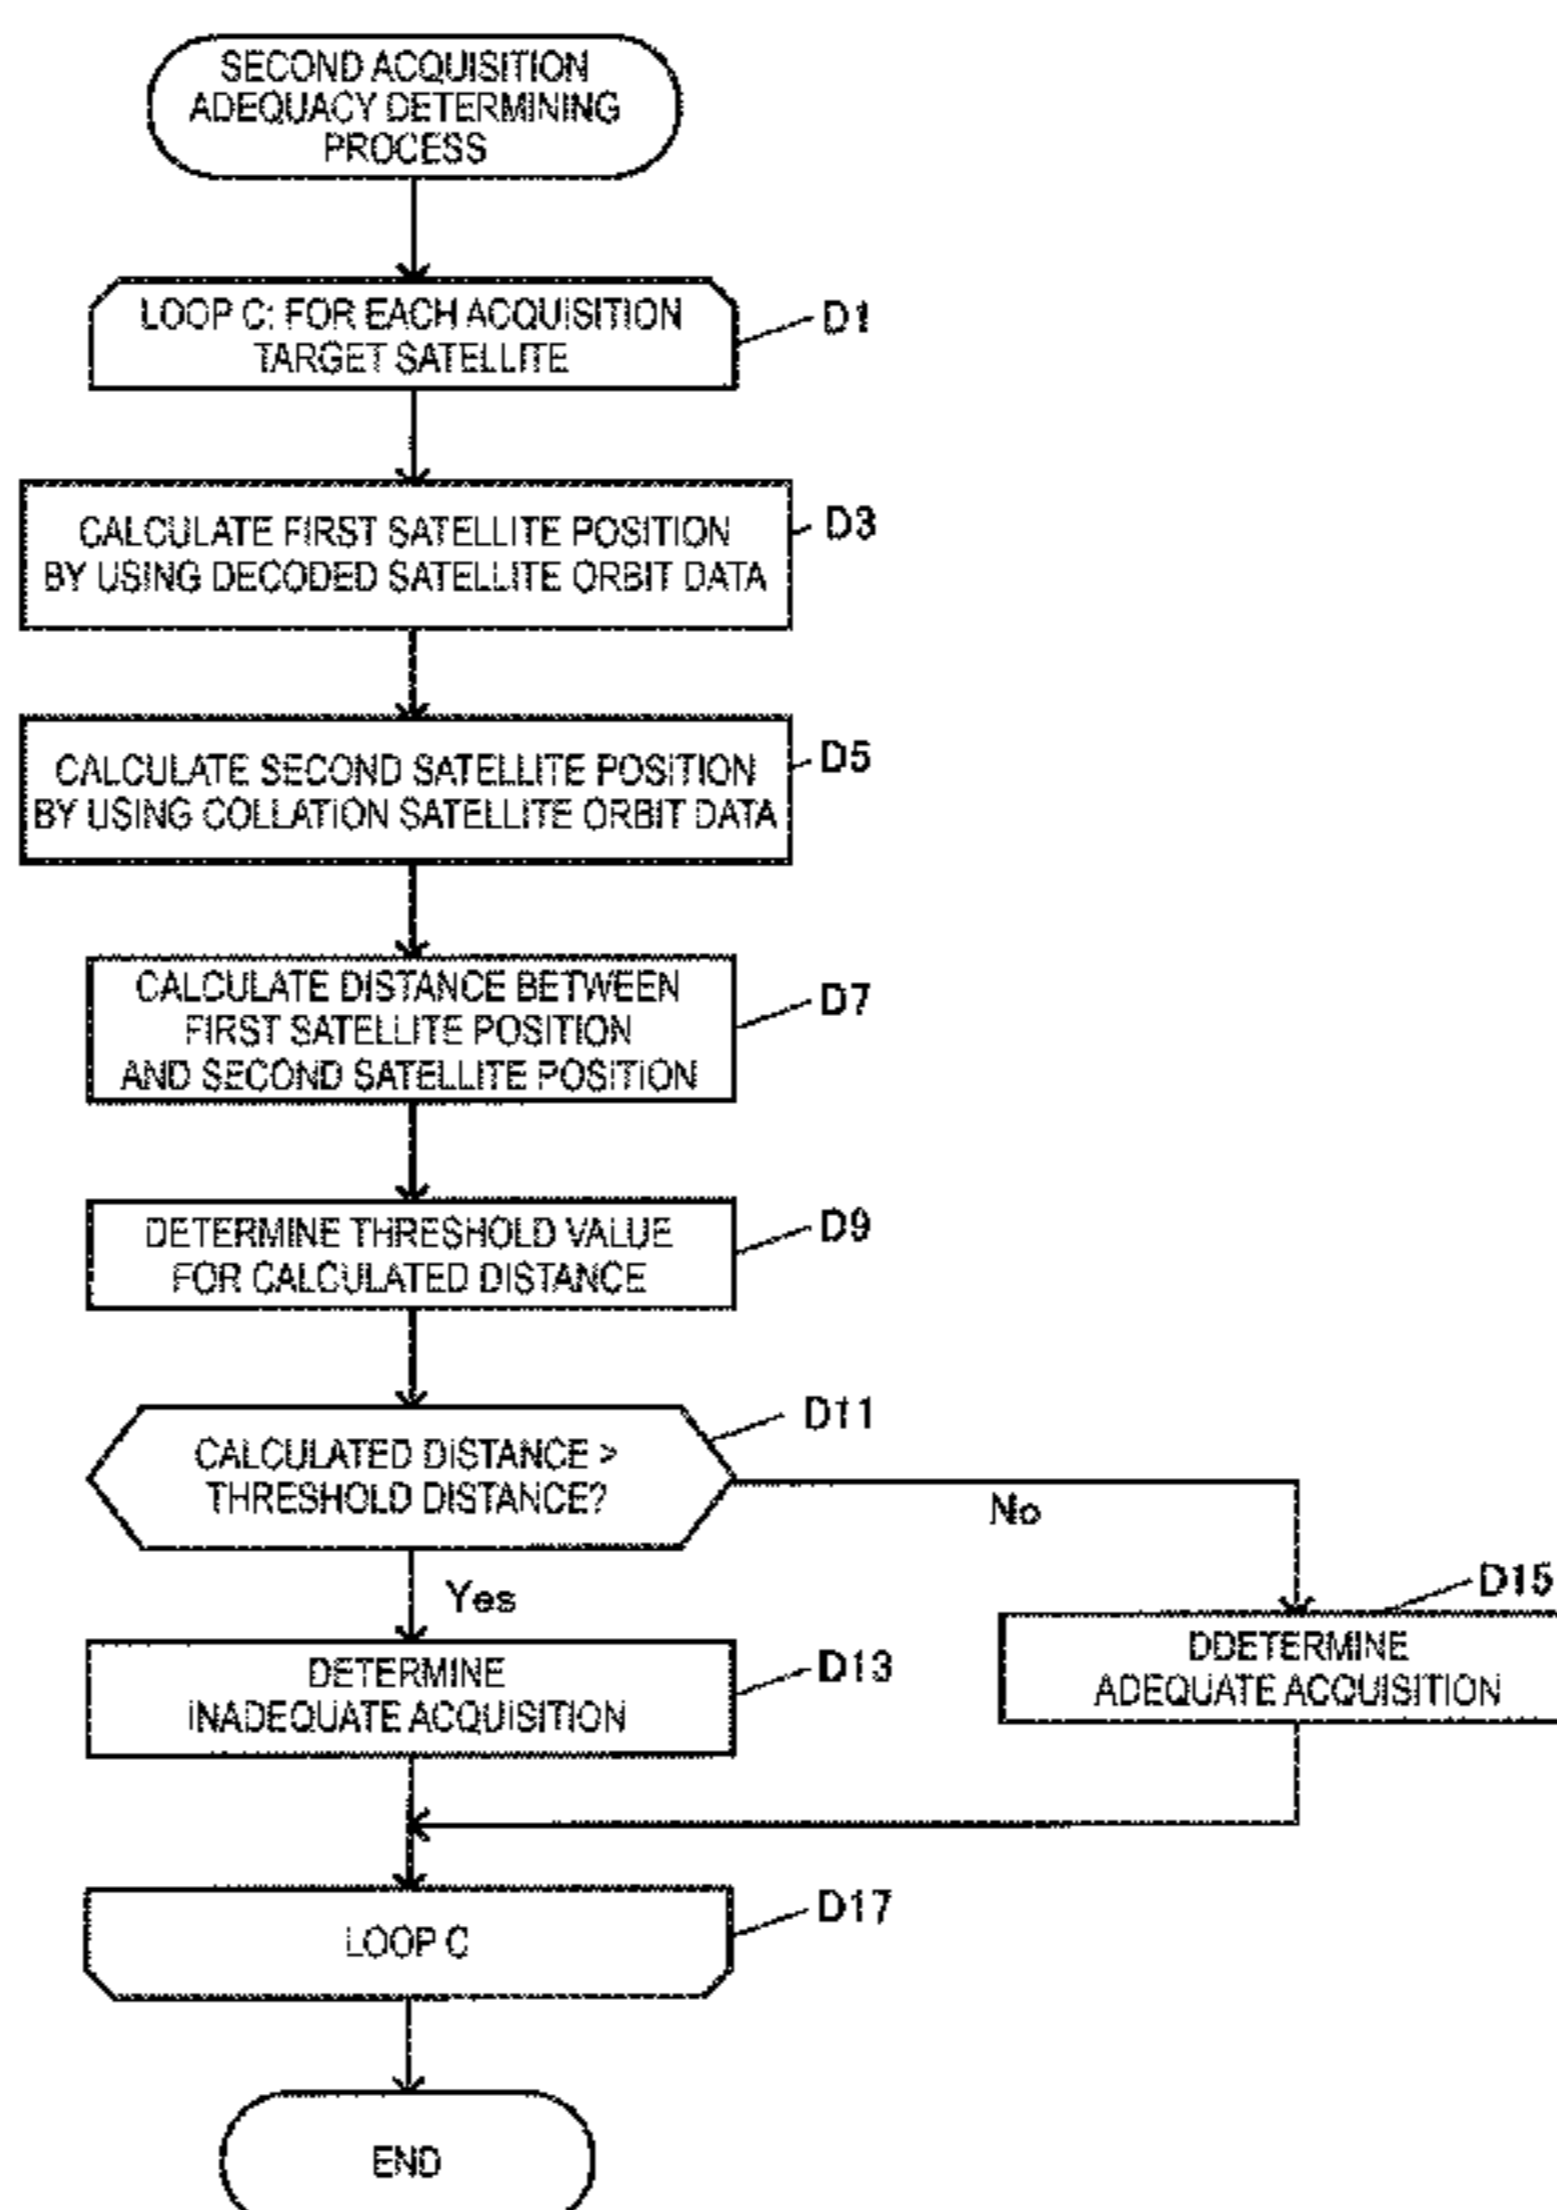 SECOND ACQUISITION
ADEQUACY DETERMINING
PROCESS
LOOP C: FOR EACH ACQUISITION
TARGET SATELLITE
D1
CALCULATE FIRST SATELLITE POSITION
BY USING DECODED SATELLITE ORBIT DATA
D3
CALCULATE SECOND SATELLITE POSITION
BY USING COLLATION SATELLITE ORBIT DATA
D5
CALCULATE DISTANCE BETWEEN
FIRST SATELLITE POSITION
AND SECOND SATELLITE POSITION
D7
DETERMINE THRESHOLD VALUE
FOR CALCULATED DISTANCE
D9
CALCULATED DISTANCE >
THRESHOLD DISTANCE?
D11
No
Yes
DETERMINE
INADEQUATE ACQUISITION
D13
DDETERMINE
ADEQUATE ACQUISITION
D15
LOOP C
D17
END